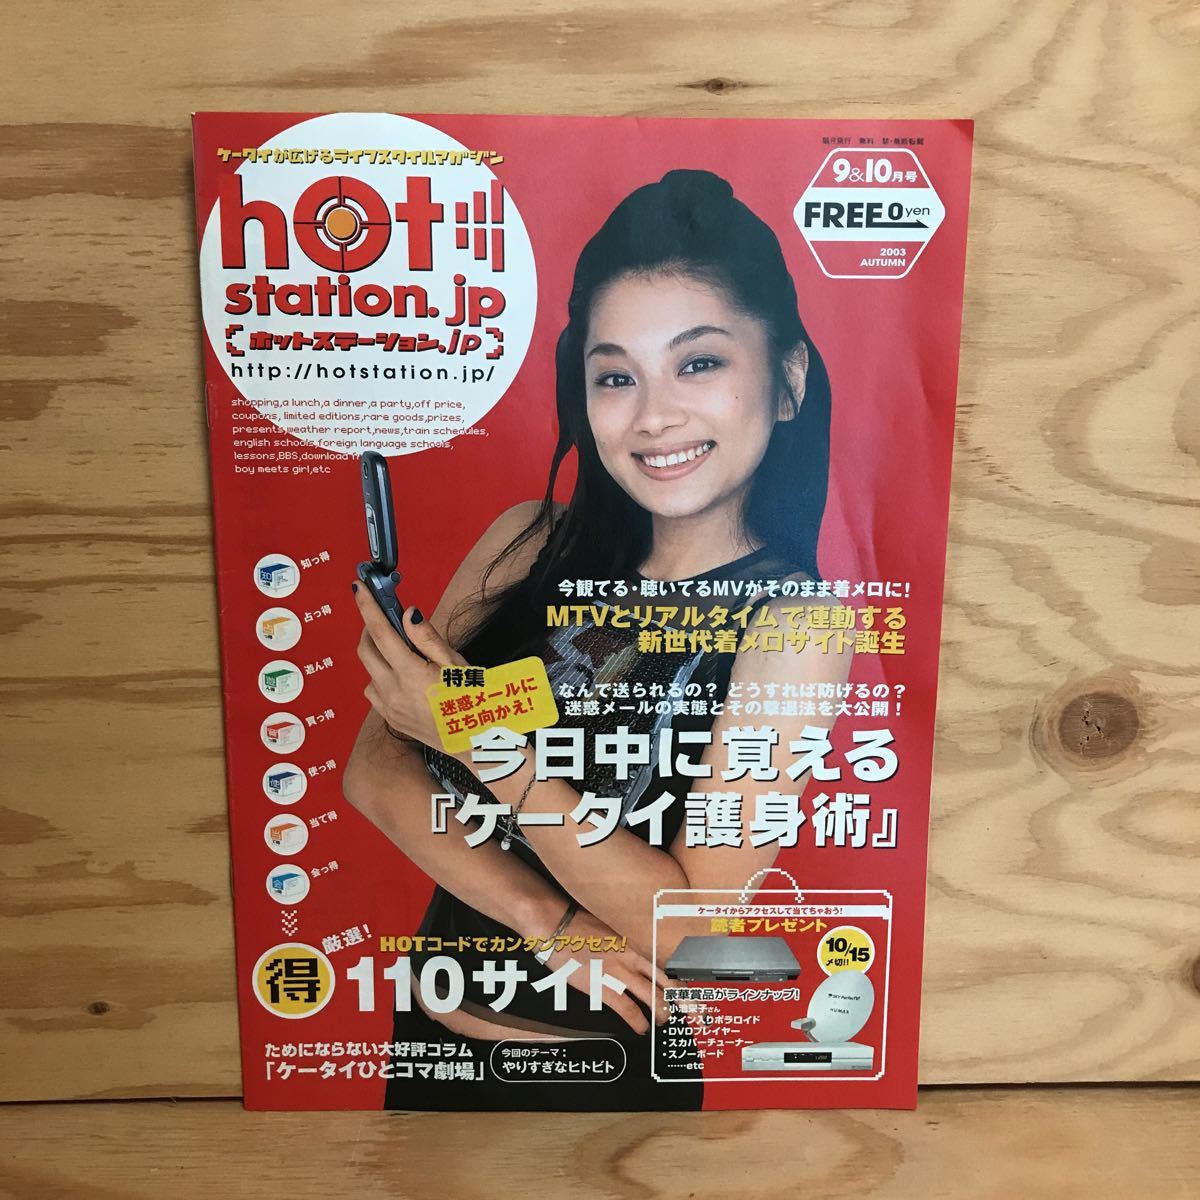 ケータイが広げるライフスタイルマガジン
hot
station.jp
[ホットステーション.jp]
http://hotstation.jp/
shopping,a lunch,a dinner,a party,off price,
coupons, limited editions,rare goods,prizes,
presents,weather report,news,train schedules,
english schools,foreign language schools,
lessons,BBS,download
boy meets girl,etc
隔月発行 無料 禁・無断転載
9&10月号
FREE 0yen
2003
AUTUMN
知っ得
占っ得
遊ん得
買っ得
使っ得
当て得
会っ得
今観てる・聴いてるMVがそのまま着メロに!
MTVとリアルタイムで連動する
新世代着メロサイト誕生
特集
迷惑メールに
立ち向かえ!
なんで送られるの? どうすれば防げるの?
迷惑メールの実態とその撃退法を大公開!
今日中に覚える
『ケータイ護身術』
得
厳選!
HOTコードでカンタンアクセス!
110サイト
ためにならない大好評コラム
「ケータイひとコマ劇場」
今回のテーマ:
やりすぎなヒトビト
ケータイからアクセスして当てちゃおう!
読者プレゼント
10/15
〆切!!
豪華賞品がラインナップ!
・小池栄子さん
サイン入りポラロイド
・DVDプレイヤー
・スカパーチューナー
・スノーボード
……etc
SKY PerfecTV!
HUMAX